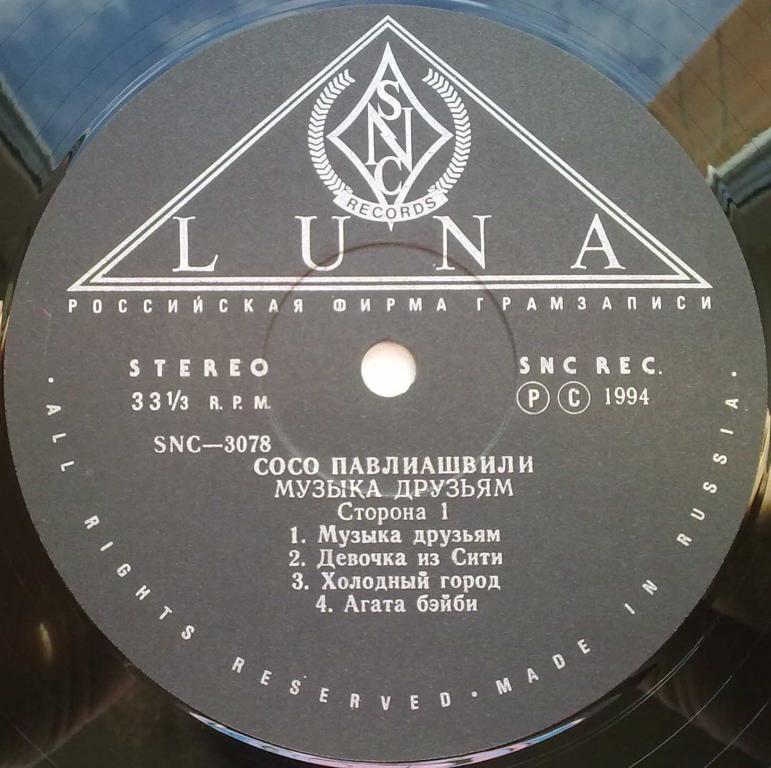 SNC
RECORDS
LUNA
РОССИЙСКАЯ ФИРМА ГРАМЗАПИСИ
STEREO
33 1/3 R.P.M.
SNC REC.
Ⓟ Ⓒ 1994
SNC—3078
СОСО ПАВЛИАШВИЛИ
МУЗЫКА ДРУЗЬЯМ
Сторона 1
1. Музыка друзьям
2. Девочка из Сити
3. Холодный город
4. Агата бэйби
· ALL RIGHTS RESERVED · MADE IN RUSSIA ·